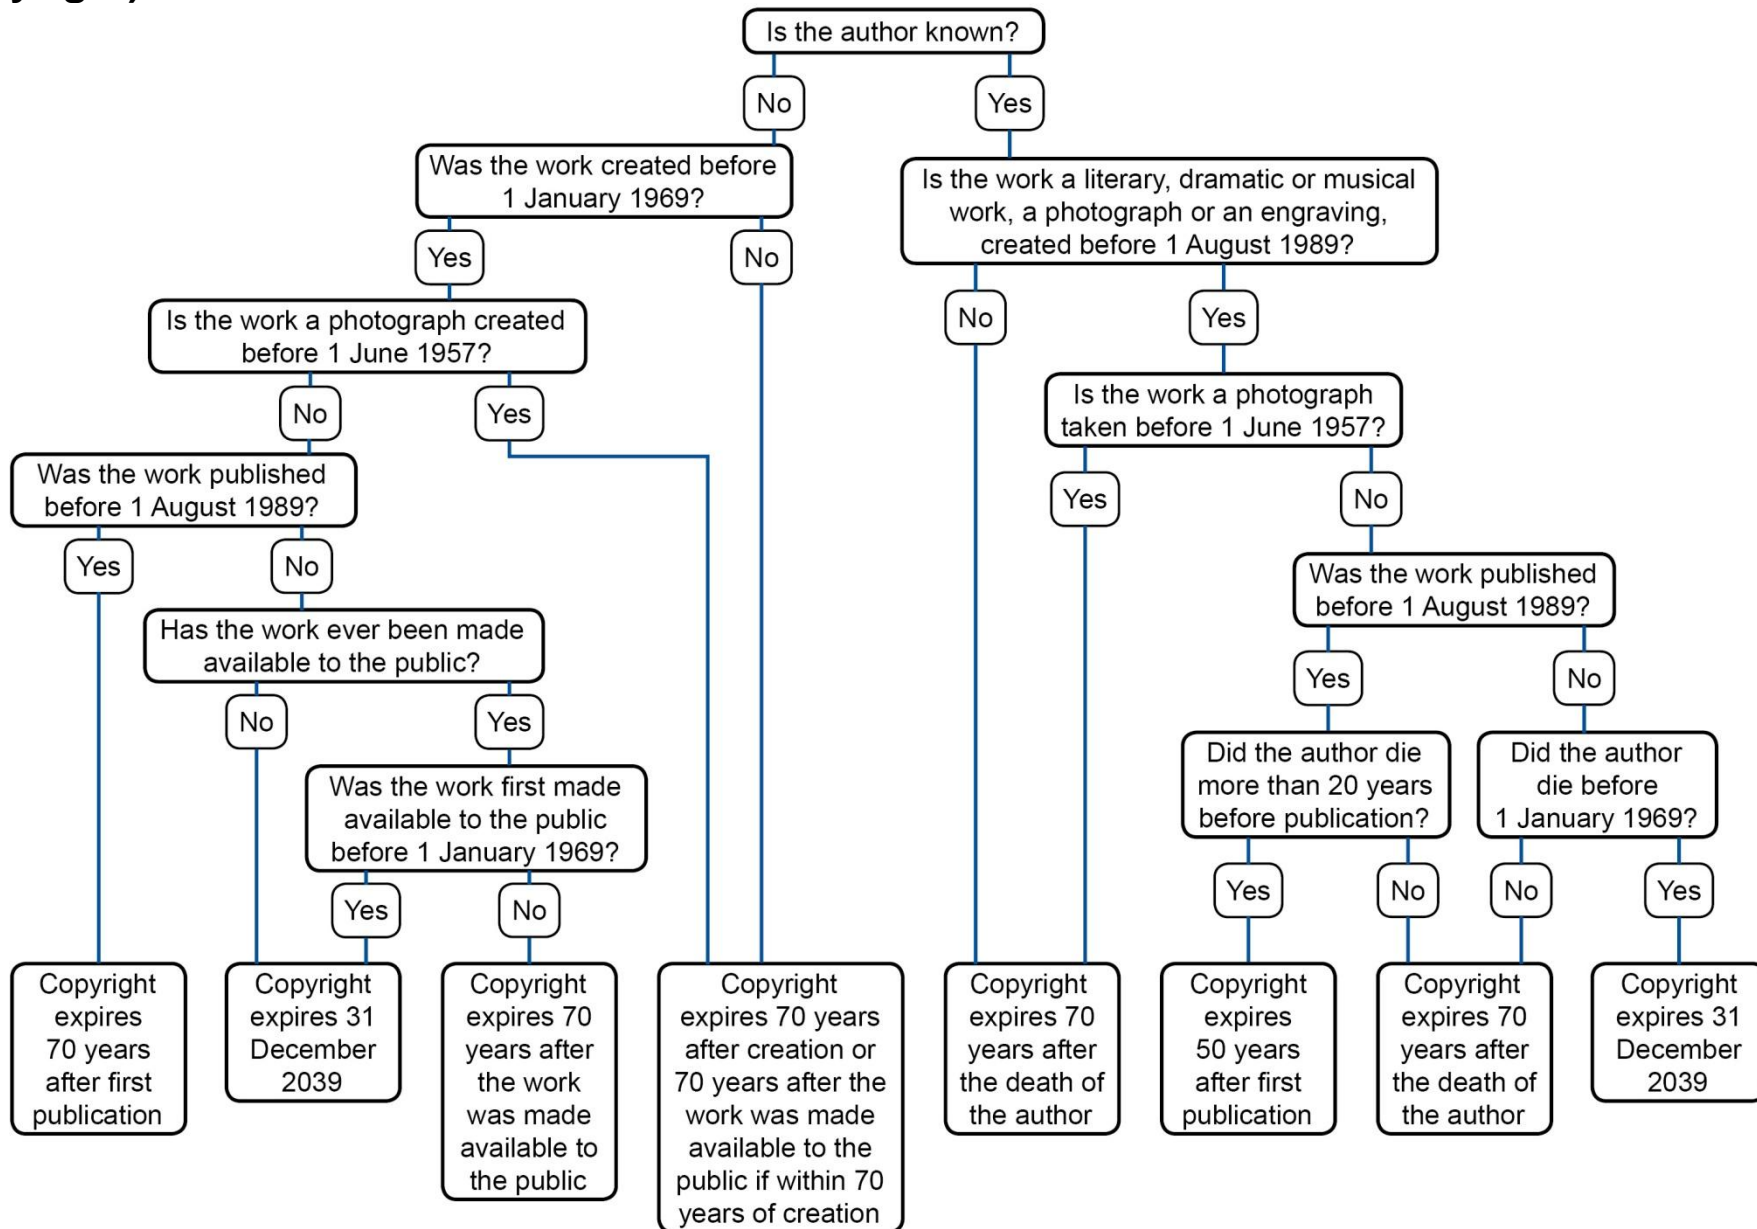 Is the author known?
No
Yes
Was the work created before
1 January 1969?
Is the work a literary, dramatic or musical
work, a photograph or an engraving,
created before 1 August 1989?
Yes
No
No
Yes
Is the work a photograph created
before 1 June 1957?
Is the work a photograph
taken before 1 June 1957?
No
Yes
Yes
No
Was the work published
before 1 August 1989?
Was the work published
before 1 August 1989?
Yes
No
Has the work ever been made
available to the public?
Yes
No
No
Yes
Did the author die
more than 20 years
before publication?
Did the author
die before
1 January 1969?
Was the work first made
available to the public
before 1 January 1969?
Yes
No
Yes
No
No
Yes
Copyright
expires
70 years
after first
publication
Copyright
expires 31
December
2039
Copyright
expires 70
years after
the work
was made
available to
the public
Copyright
expires 70 years
after creation or
70 years after the
work was made
available to the
public if within 70
years of creation
Copyright
expires 70
years after
the death of
the author
Copyright
expires
50 years
after first
publication
Copyright
expires 70
years after
the death of
the author
Copyright
expires 31
December
2039